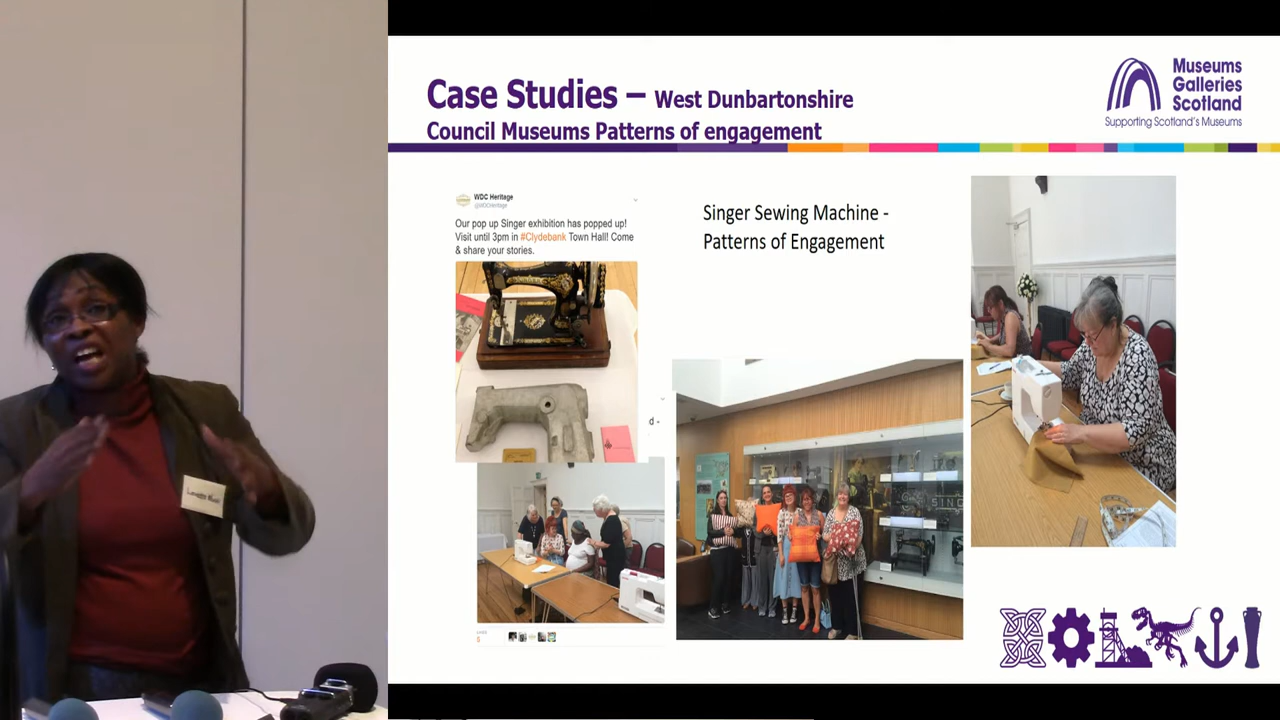 Case Studies – West Dunbartonshire
Council Museums Patterns of engagement
Museums
Galleries
Scotland
Supporting Scotland's Museums
WDC Heritage
@WDCHeritage
Our pop up Singer exhibition has popped up!
Visit until 3pm in #Clydebank Town Hall! Come
& share your stories.
Singer Sewing Machine -
Patterns of Engagement
d -
SING